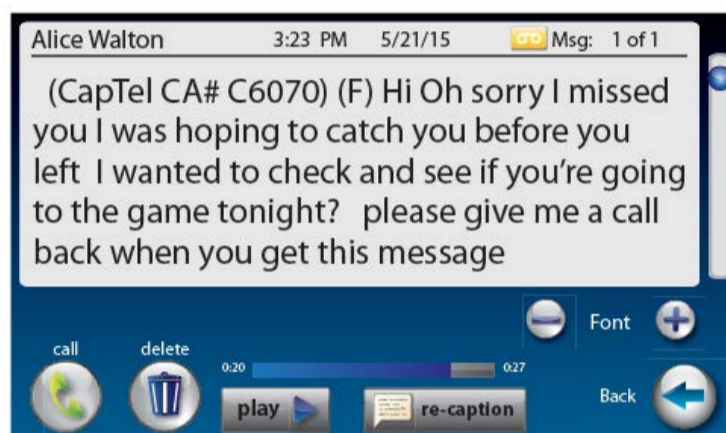 Alice Walton 3:23 PM 5/21/15 Msg: 1 of 1
(CapTel CA# C6070) (F) Hi Oh sorry I missed
you I was hoping to catch you before you
left I wanted to check and see if you're going
to the game tonight? please give me a call
back when you get this message
Font
call delete
0:20 0:27
Back
play re-caption